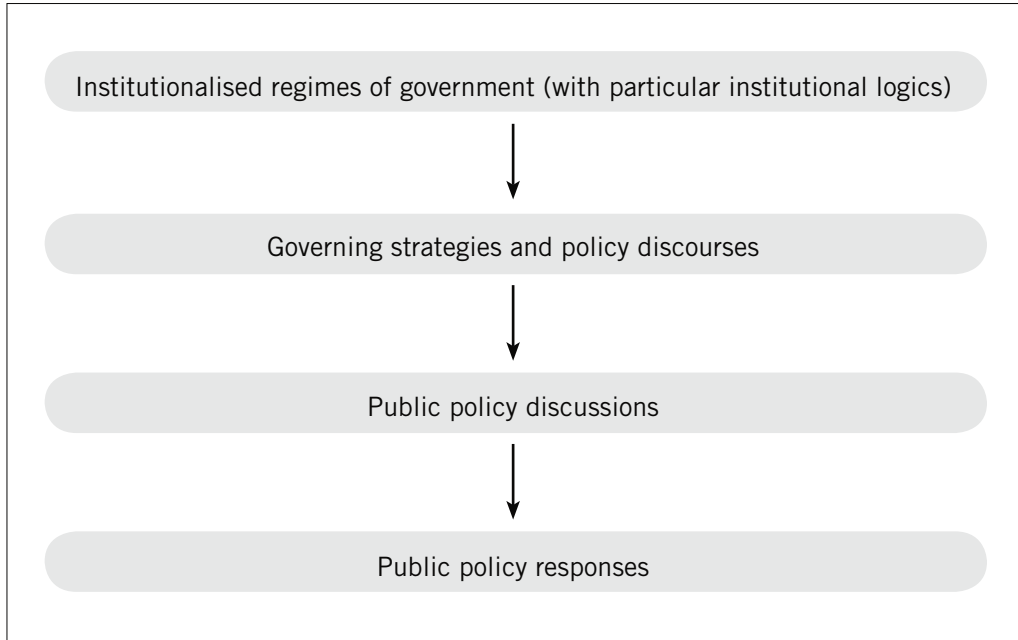 Institutionalised regimes of government (with particular institutional logics)
Governing strategies and policy discourses
Public policy discussions
Public policy responses